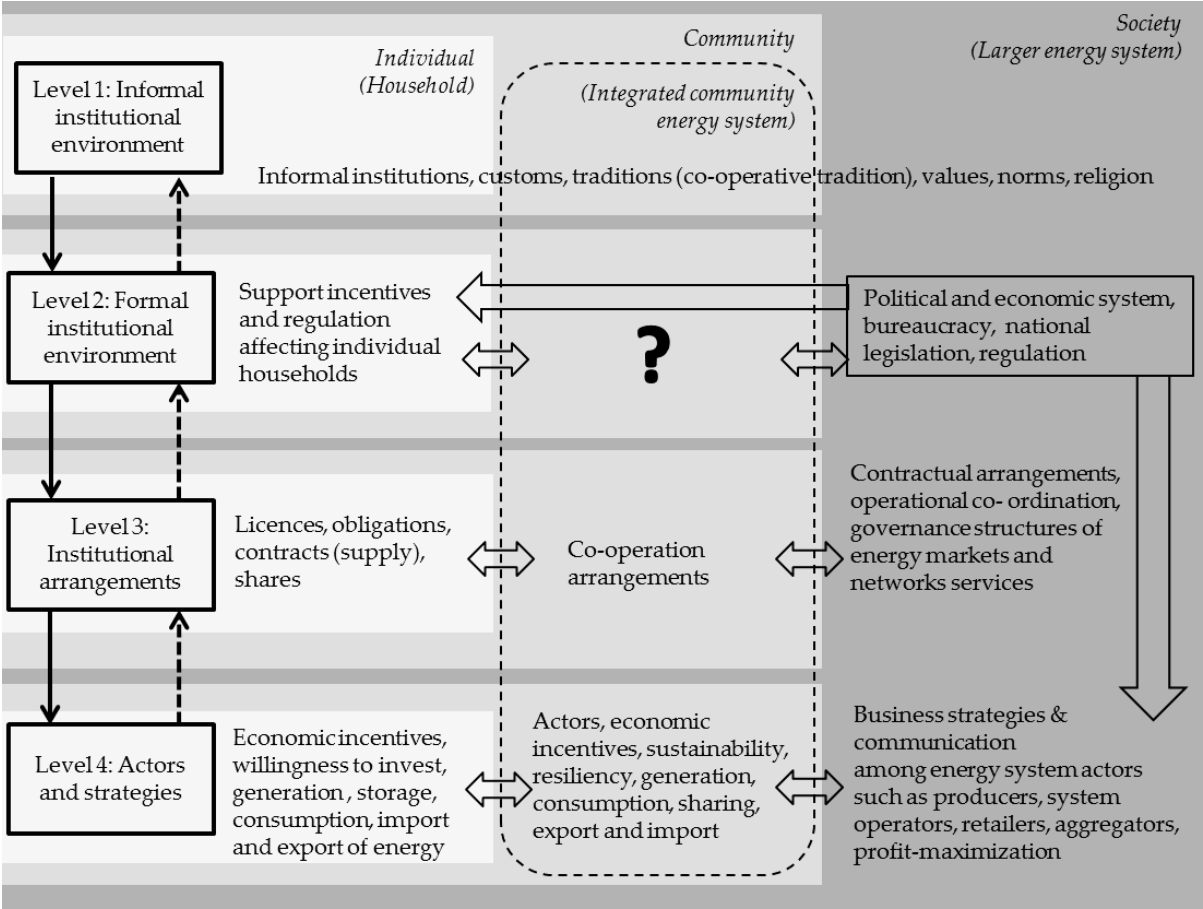 Society
(Larger energy system)
Community
Individual
(Household)
(Integrated community
energy system)
Level 1: Informal
institutional
environment
Informal institutions, customs, traditions (co-operative tradition), values, norms, religion
Level 2: Formal
institutional
environment
Support incentives
and regulation
affecting individual
households
?
Political and economic system,
bureaucracy, national
legislation, regulation
Level 3:
Institutional
arrangements
Licences, obligations,
contracts (supply),
shares
Co-operation
arrangements
Contractual arrangements,
operational co- ordination,
governance structures of
energy markets and
networks services
Level 4: Actors
and strategies
Economic incentives,
willingness to invest,
generation , storage,
consumption, import
and export of energy
Actors, economic
incentives, sustainability,
resiliency, generation,
consumption, sharing,
export and import
Business strategies &
communication
among energy system actors
such as producers, system
operators, retailers, aggregators,
profit-maximization